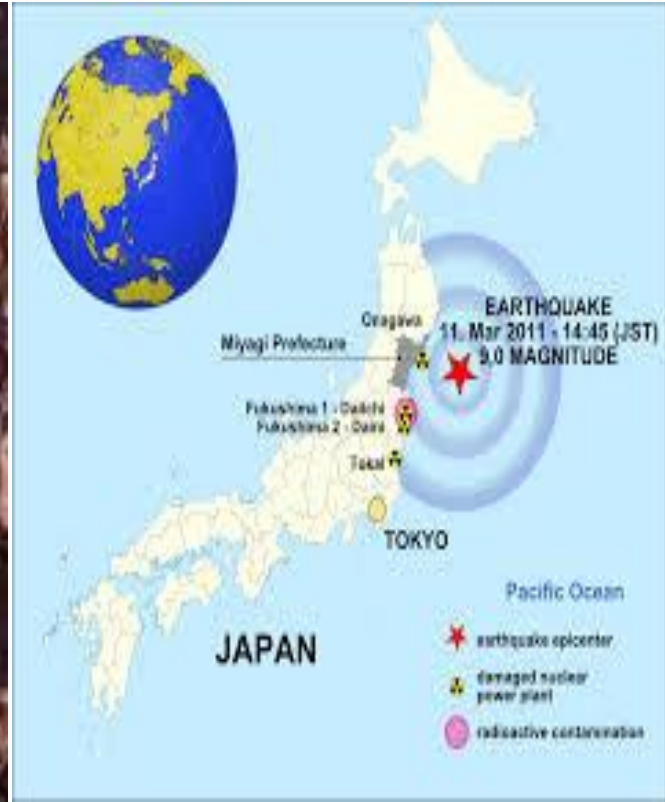 Onagawa
EARTHQUAKE
11. Mar 2011 - 14:45 (JST)
9,0 MAGNITUDE
Miyagi Prefecture
Fukushima 1 - Daiichi
Fukushima 2 - Daini
Tokai
TOKYO
Pacific Ocean
JAPAN
earthquake epicenter
damaged nuclear
power plant
radioactive contamination